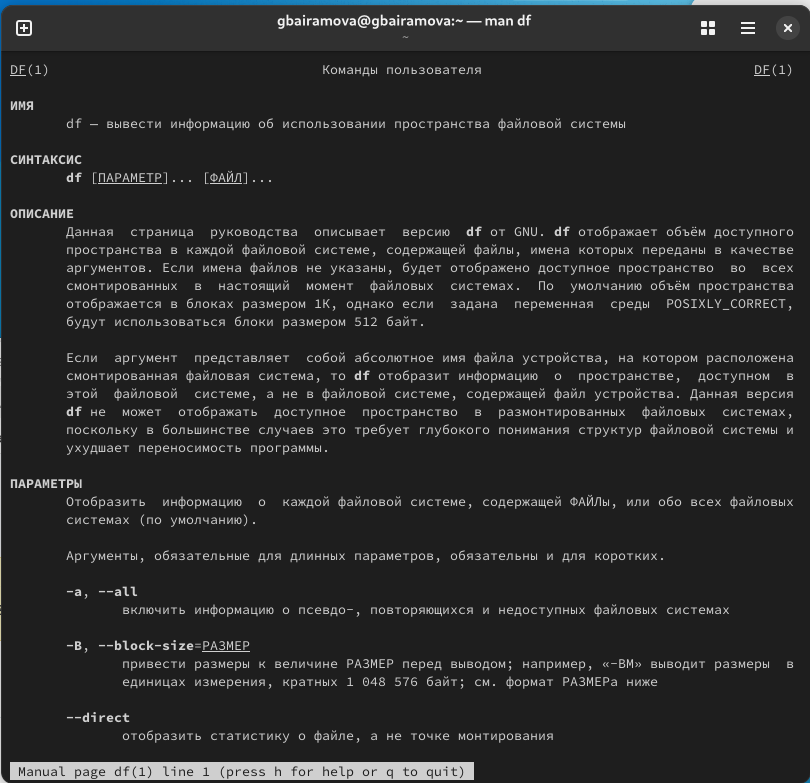 gbairamova@gbairamova:~ — man df
~
DF(1) Команды пользователя DF(1)
ИМЯ
df — вывести информацию об использовании пространства файловой системы
СИНТАКСИС
df [ПАРАМЕТР]... [ФАЙЛ]...
ОПИСАНИЕ
Данная страница руководства описывает версию df от GNU. df отображает объём доступного
пространства в каждой файловой системе, содержащей файлы, имена которых переданы в качестве
аргументов. Если имена файлов не указаны, будет отображено доступное пространство во всех
смонтированных в настоящий момент файловых системах. По умолчанию объём пространства
отображается в блоках размером 1K, однако если задана переменная среды POSIXLY_CORRECT,
будут использоваться блоки размером 512 байт.
Если аргумент представляет собой абсолютное имя файла устройства, на котором расположена
смонтированная файловая система, то df отобразит информацию о пространстве, доступном в
этой файловой системе, а не в файловой системе, содержащей файл устройства. Данная версия
df не может отображать доступное пространство в размонтированных файловых системах,
поскольку в большинстве случаев это требует глубокого понимания структур файловой системы и
ухудшает переносимость программы.
ПАРАМЕТРЫ
Отобразить информацию о каждой файловой системе, содержащей ФАЙЛы, или обо всех файловых
системах (по умолчанию).
Аргументы, обязательные для длинных параметров, обязательны и для коротких.
-a, --all
включить информацию о псевдо-, повторяющихся и недоступных файловых системах
-B, --block-size=РАЗМЕР
привести размеры к величине РАЗМЕР перед выводом; например, «-BM» выводит размеры в
единицах измерения, кратных 1 048 576 байт; см. формат РАЗМЕРа ниже
--direct
отобразить статистику о файле, а не точке монтирования
Manual page df(1) line 1 (press h for help or q to quit)